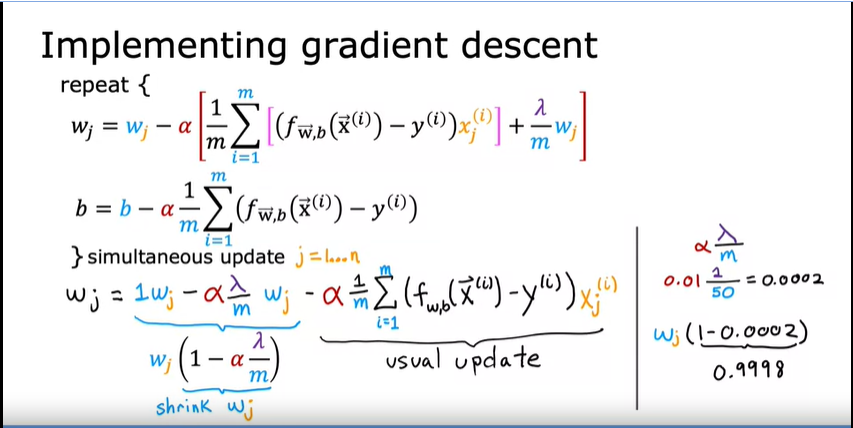 Implementing gradient descent
repeat {
w_j = w_j − α [ 1/m Σ_{i=1}^{m} [(f_{w⃗,b}(x⃗^{(i)}) − y^{(i)})x_j^{(i)}] + λ/m w_j ]
b = b − α 1/m Σ_{i=1}^{m} (f_{w⃗,b}(x⃗^{(i)}) − y^{(i)})
} simultaneous update j=1...n
w_j = 1w_j − α λ/m w_j − α 1/m Σ_{i=1}^{m} (f_{w,b}(x⃗^{(i)}) − y^{(i)})x_j^{(i)}
w_j (1 − α λ/m)
usual update
shrink w_j
α λ/m
0.01 1/50 = 0.0002
w_j (1−0.0002)
0.9998